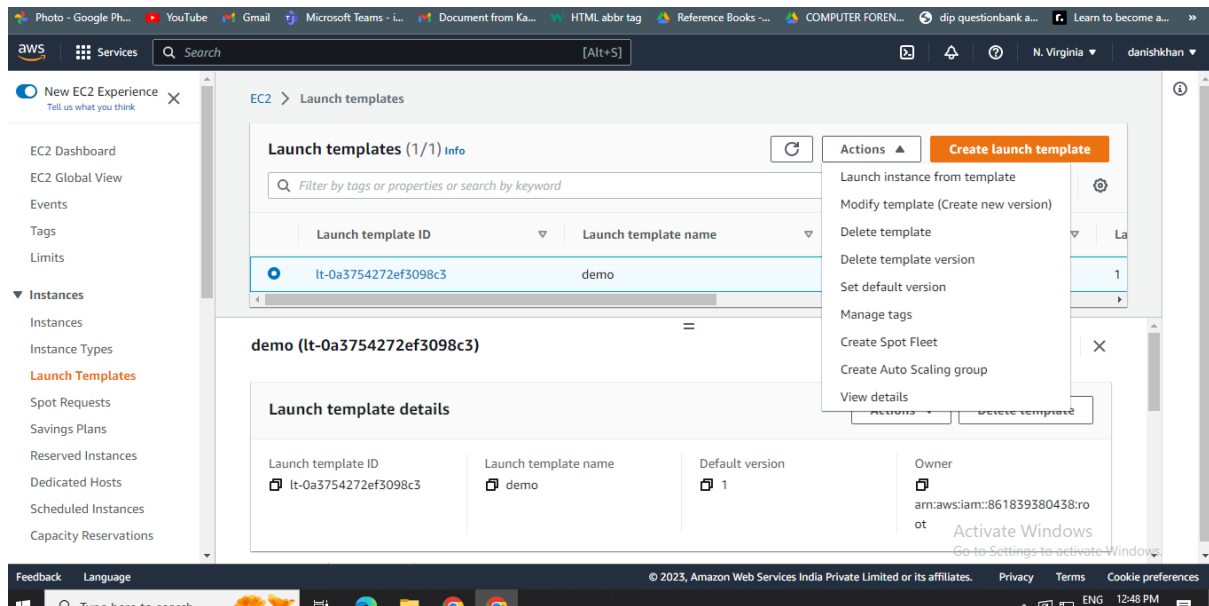 Photo - Google Ph... YouTube Gmail Microsoft Teams - i... Document from Ka... HTML abbr tag Reference Books -... COMPUTER FOREN... dip questionbank a... Learn to become a... »
aws Services Search [Alt+S] N. Virginia danishkhan
New EC2 Experience
Tell us what you think
EC2 Dashboard
EC2 Global View
Events
Tags
Limits
Instances
Instances
Instance Types
Launch Templates
Spot Requests
Savings Plans
Reserved Instances
Dedicated Hosts
Scheduled Instances
Capacity Reservations
EC2 > Launch templates
Launch templates (1/1) Info Actions Create launch template
Filter by tags or properties or search by keyword
Launch template ID Launch template name La
lt-0a3754272ef3098c3 demo 1
Launch instance from template
Modify template (Create new version)
Delete template
Delete template version
Set default version
Manage tags
Create Spot Fleet
Create Auto Scaling group
View details
demo (lt-0a3754272ef3098c3)
Launch template details Actions Delete template
Launch template ID Launch template name Default version Owner
lt-0a3754272ef3098c3 demo 1
arn:aws:iam::861839380438:ro
ot
Activate Windows
Go to Settings to activate Windows.
Feedback Language © 2023, Amazon Web Services India Private Limited or its affiliates. Privacy Terms Cookie preferences
Type here to search ENG 12:48 PM